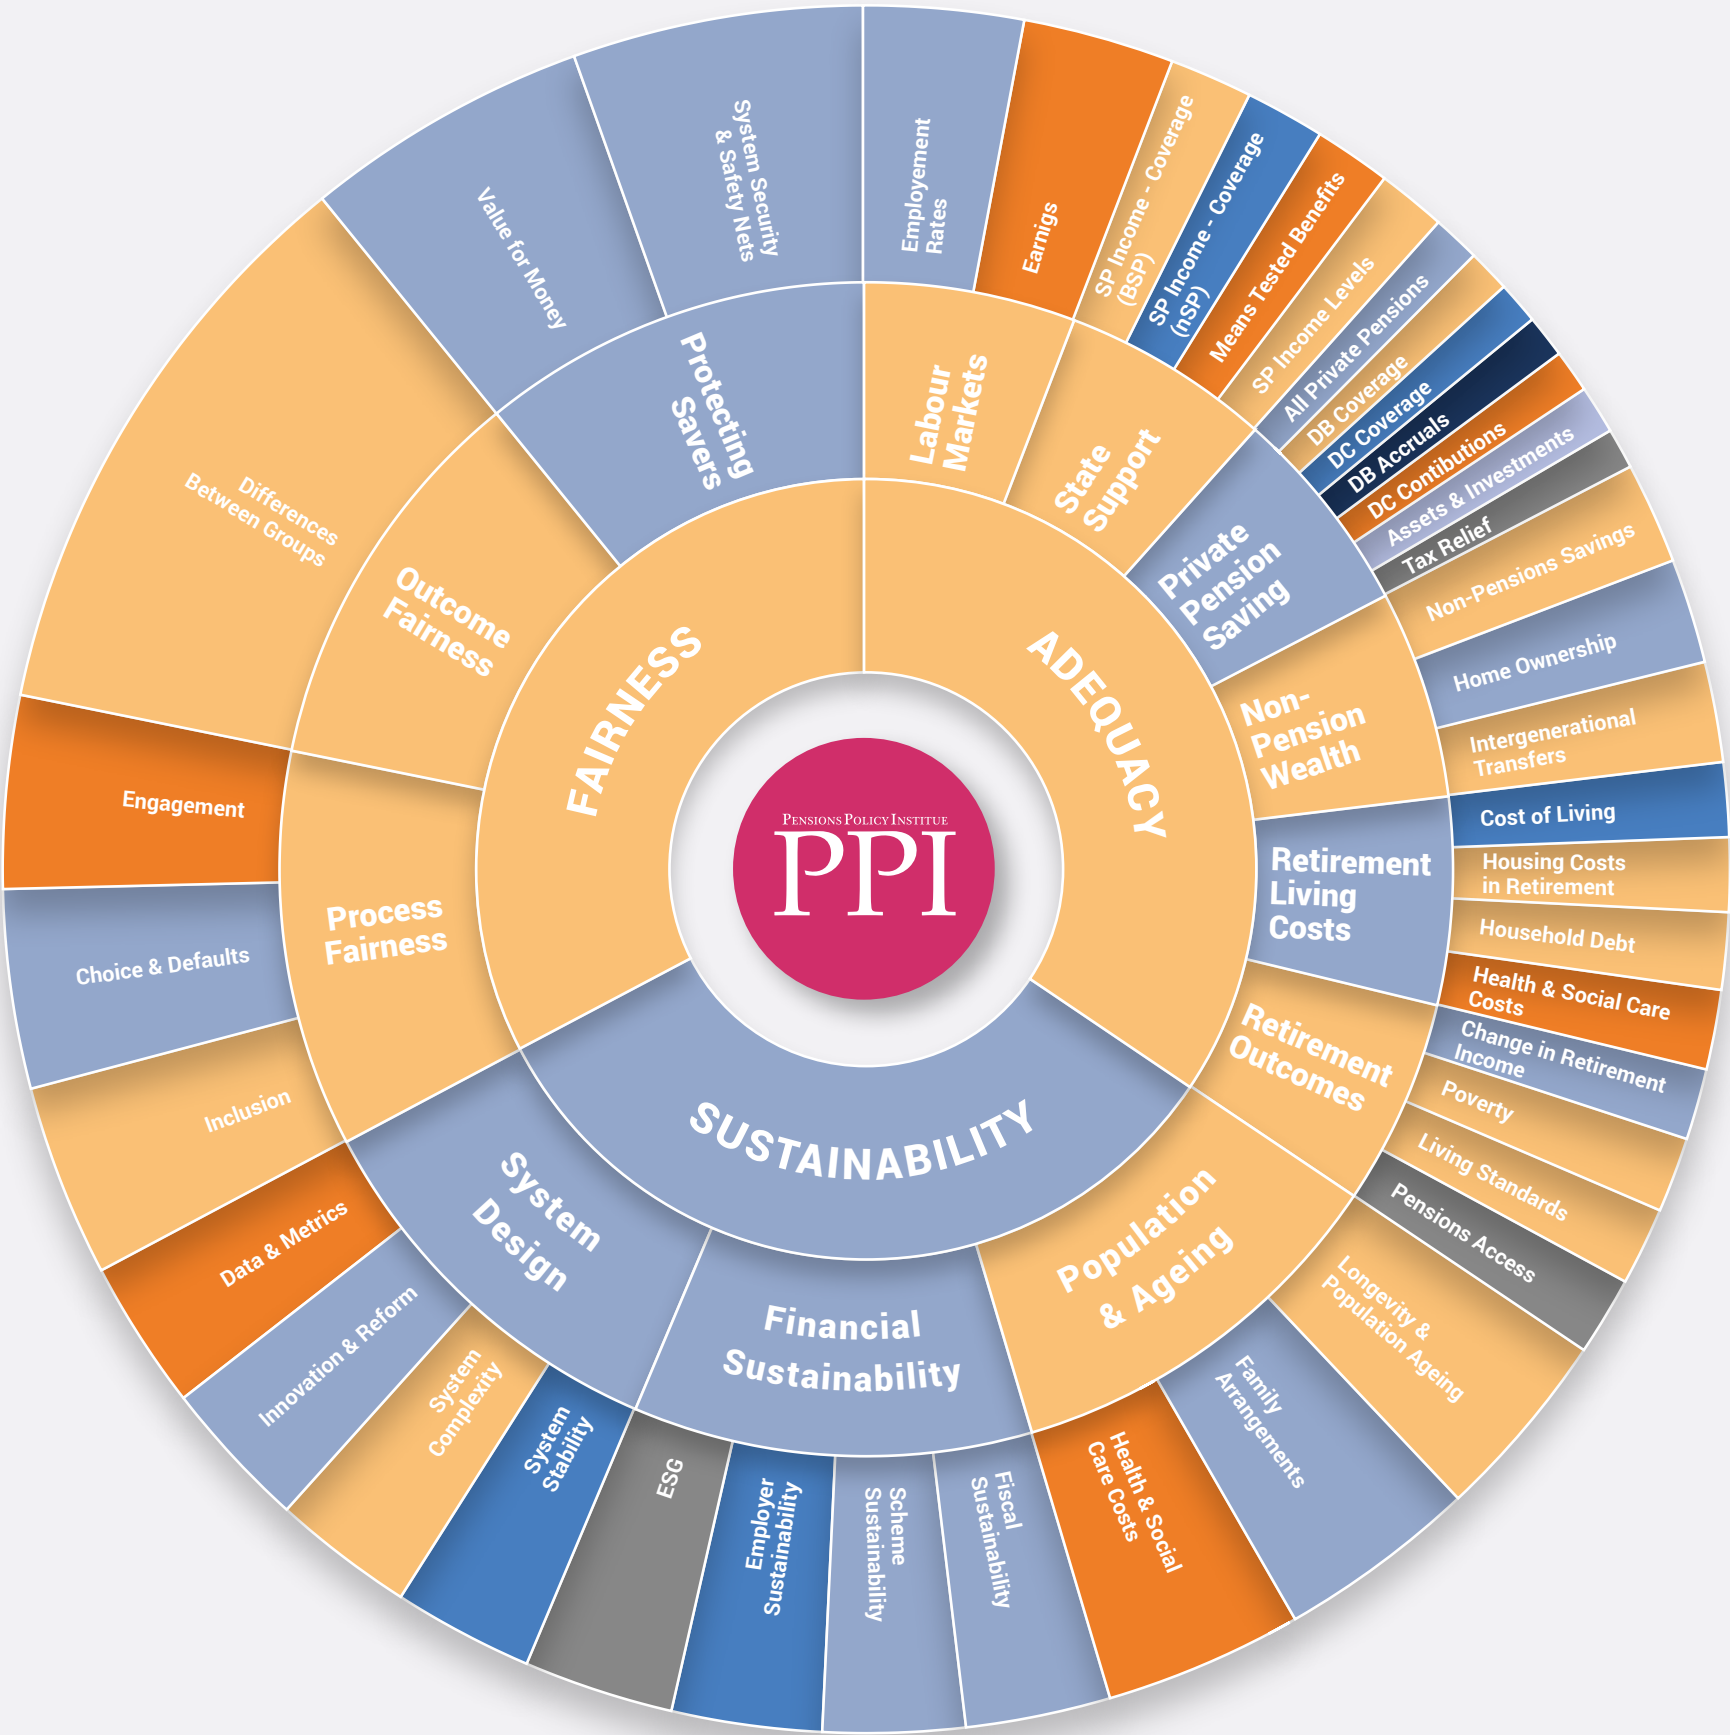 PENSIONS POLICY INSTITUE
PPI
ADEQUACY
SUSTAINABILITY
FAIRNESS
Labour
Markets
State
Support
Private
Pension
Saving
Non-
Pension
Wealth
Retirement
Living
Costs
Retirement
Outcomes
Population
& Ageing
Financial
Sustainability
System
Design
Process
Fairness
Outcome
Fairness
Protecting
Savers
Employement
Rates
Earnigs
SP Income - Coverage
(BSP)
SP Income - Coverage
(nSP)
Means Tested Benefits
SP Income Levels
All Private Pensions
DB Coverage
DC Coverage
DB Accruals
DC Contibutions
Assets & Investments
Tax Relief
Non-Pensions Savings
Home Ownership
Intergenerational
Transfers
Cost of Living
Housing Costs
in Retirement
Household Debt
Health & Social Care
Costs
Change in Retirement
Income
Poverty
Living Standards
Pensions Access
Longevity &
Population Ageing
Family
Arrangements
Health & Social
Care Costs
Fiscal
Sustainability
Scheme
Sustainability
Employer
Sustainability
ESG
System
Stability
System
Complexity
Innovation & Reform
Data & Metrics
Inclusion
Choice & Defaults
Engagement
Differences
Between Groups
Value for Money
System Security
& Safety Nets